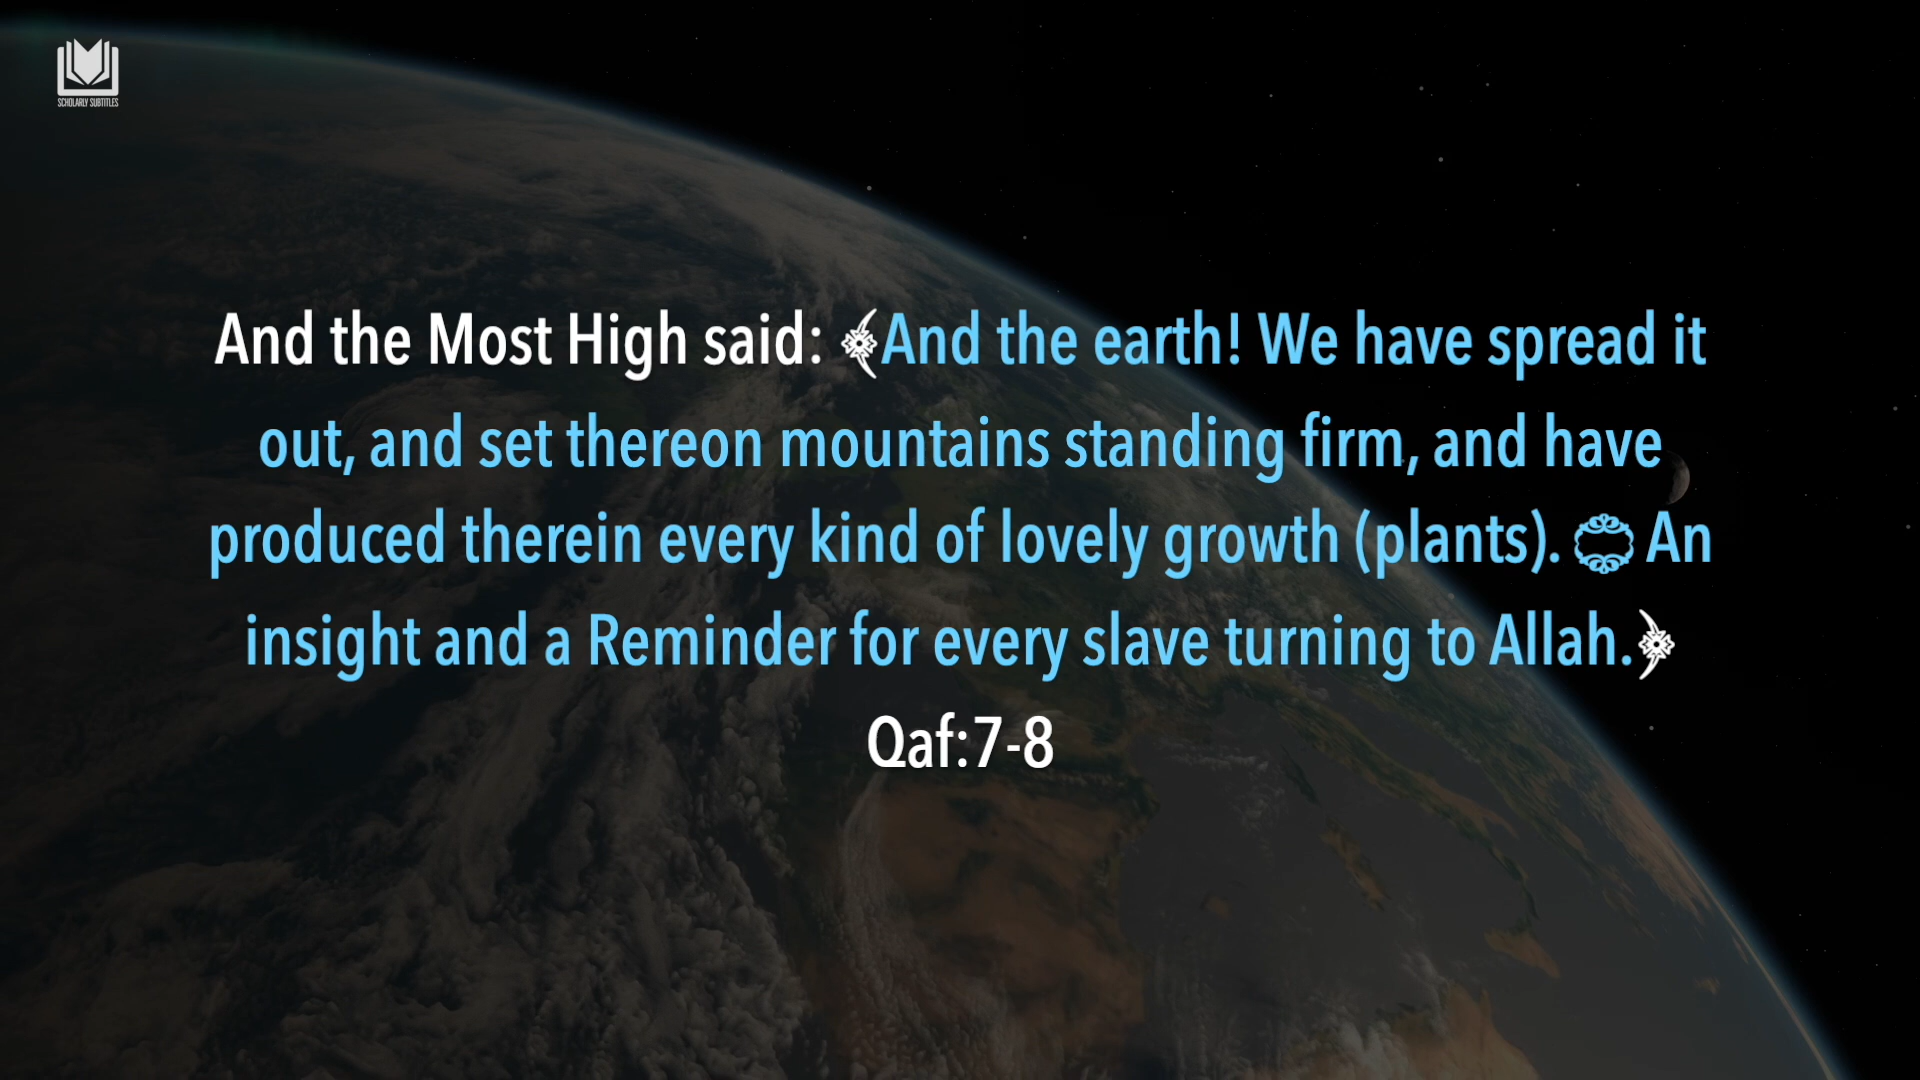 SCHOLARLY SUBTITLES
And the Most High said: ﴾And the earth! We have spread it
out, and set thereon mountains standing firm, and have
produced therein every kind of lovely growth (plants). ۝ An
insight and a Reminder for every slave turning to Allah.﴿
Qaf:7-8